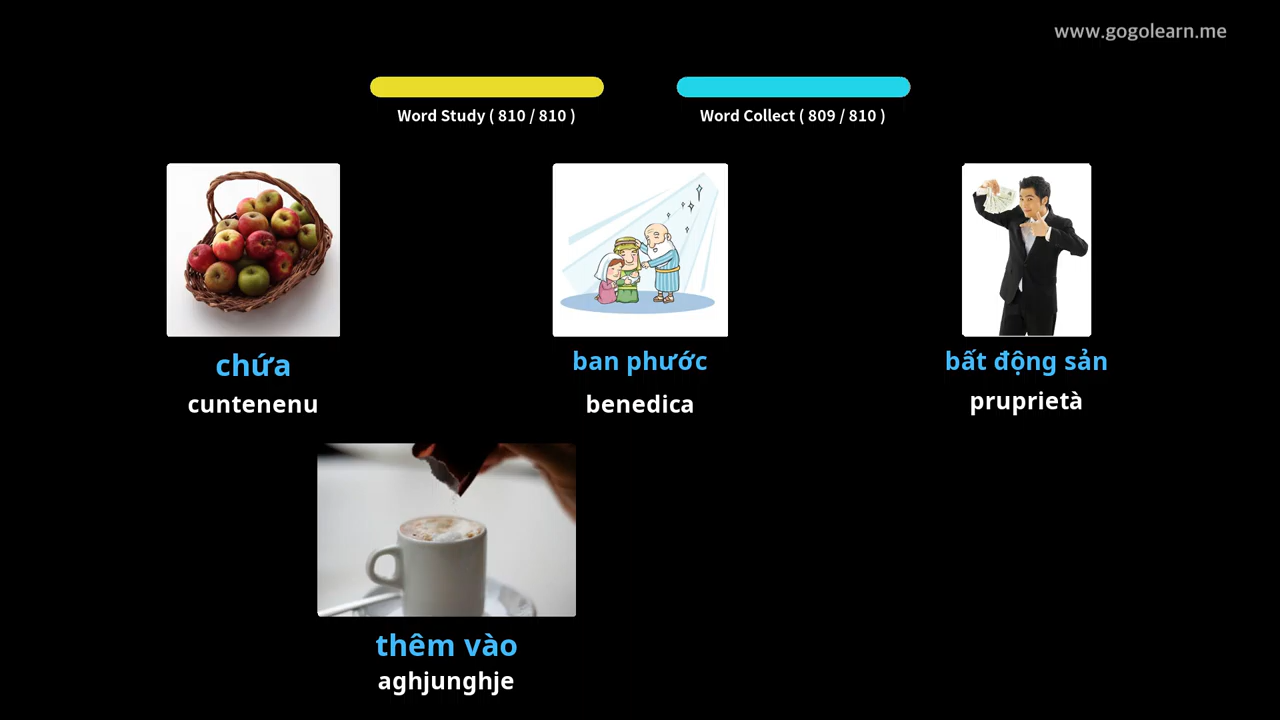 www.gogolearn.me
Word Study ( 810 / 810 )
Word Collect ( 809 / 810 )
chứa
cuntenenu
ban phước
benedica
bất động sản
pruprietà
thêm vào
aghjunghje